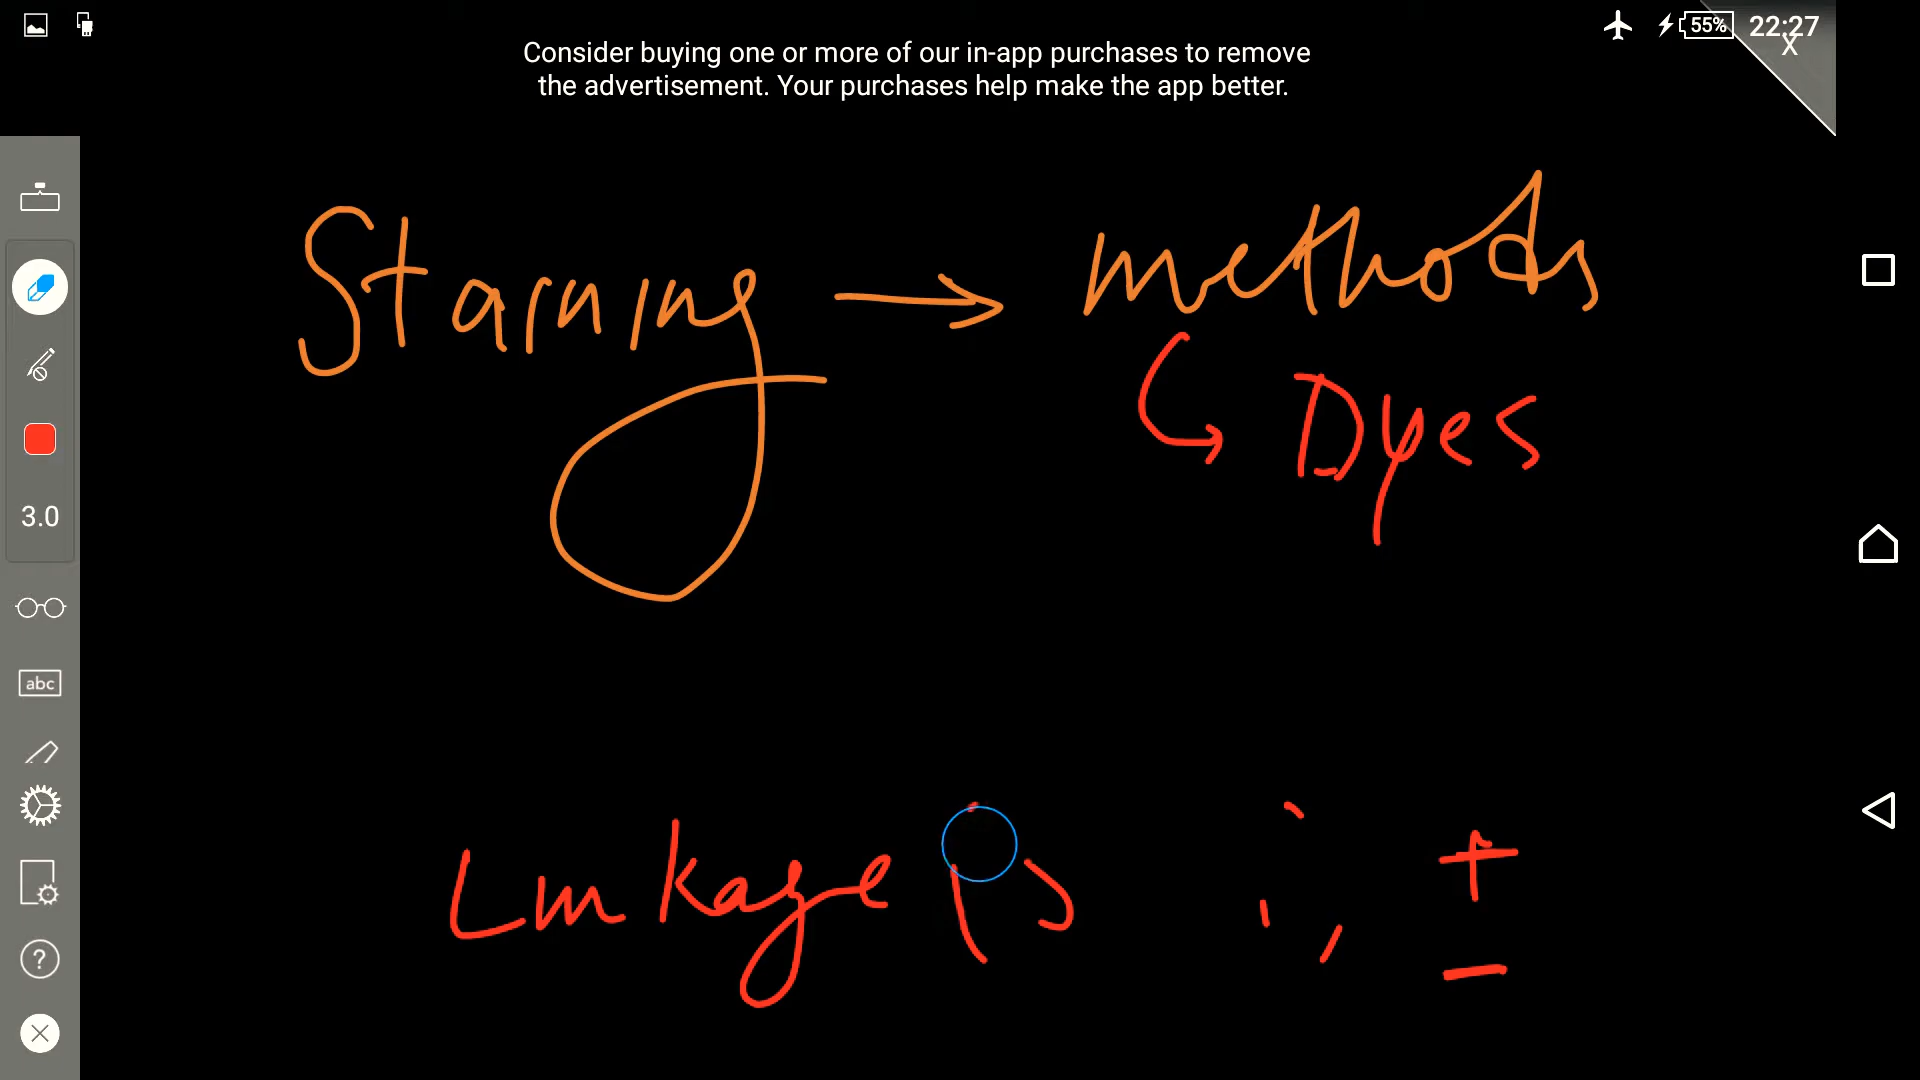 55% 22:27
X
Consider buying one or more of our in-app purchases to remove
the advertisement. Your purchases help make the app better.
Staining → methods
Dyes
3.0
abc
Linkage
+
−
?